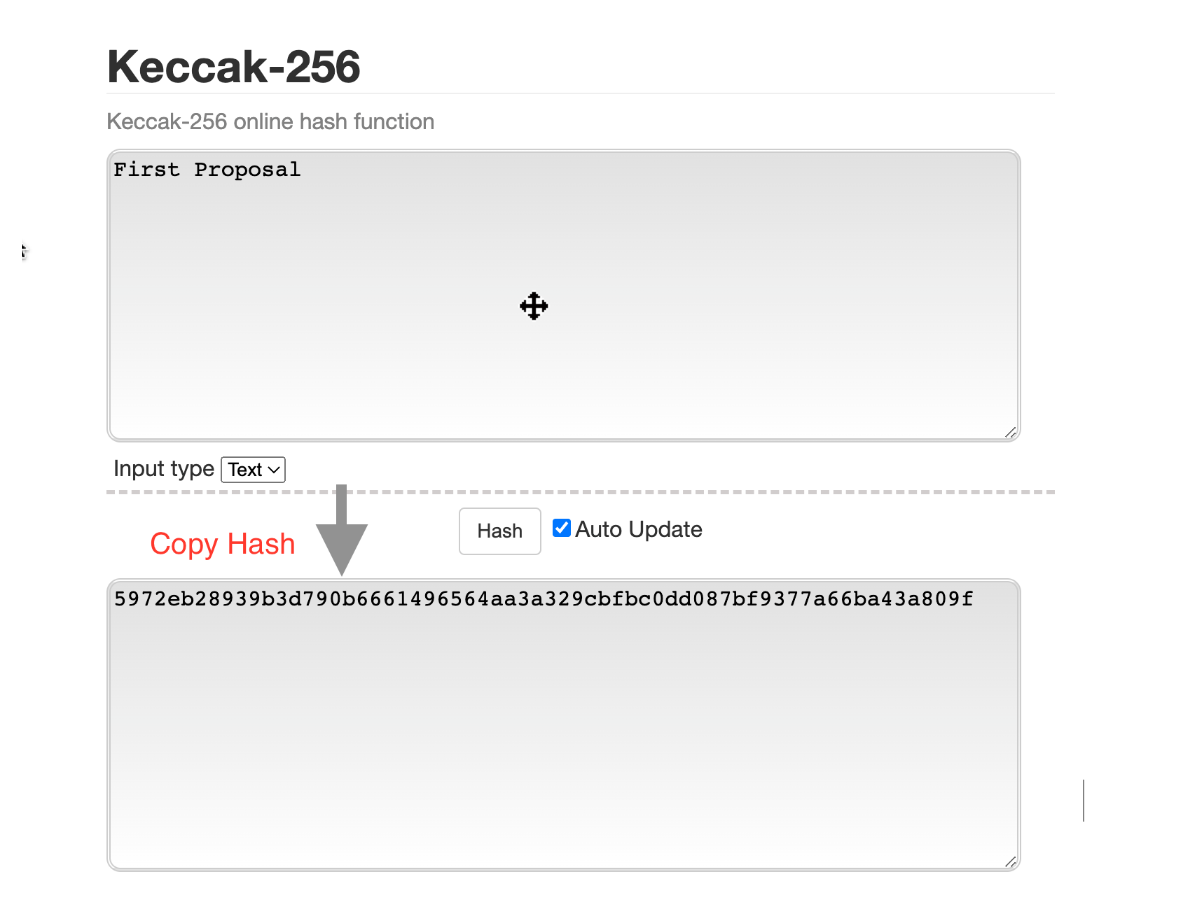 Keccak-256
Keccak-256 online hash function
First Proposal
Input type Text
Copy Hash
Hash
Auto Update
5972eb28939b3d790b6661496564aa3a329cbfbc0dd087bf9377a66ba43a809f